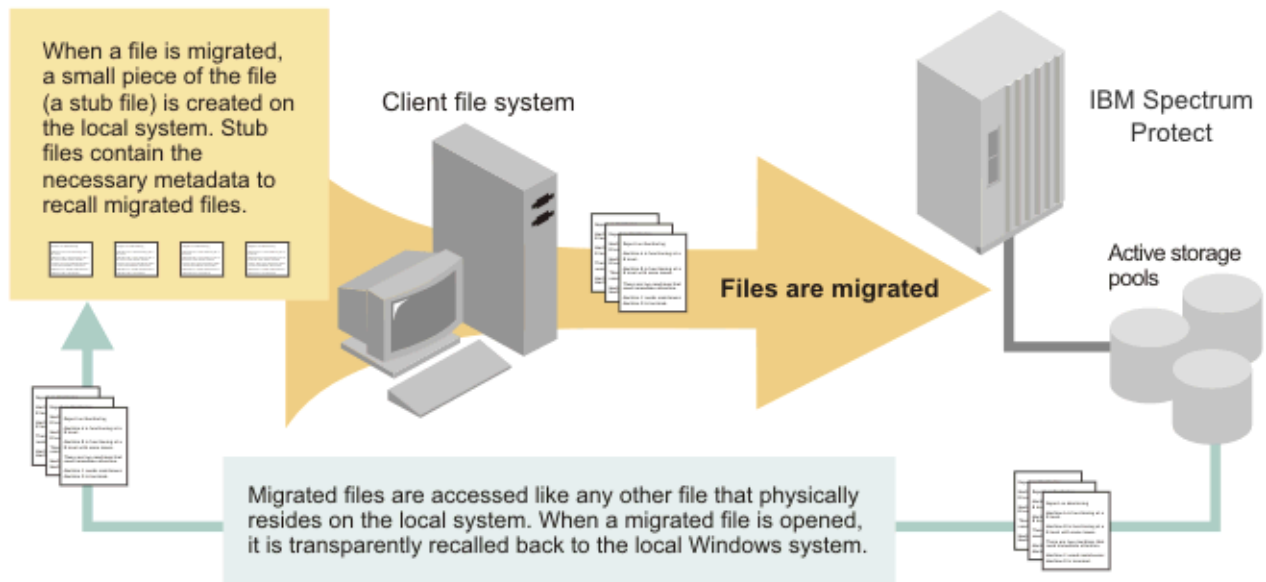 When a file is migrated,
a small piece of the file
(a stub file) is created on
the local system. Stub
files contain the
necessary metadata to
recall migrated files.
Client file system
IBM Spectrum
Protect
Files are migrated
Active storage
pools
Migrated files are accessed like any other file that physically
resides on the local system. When a migrated file is opened,
it is transparently recalled back to the local Windows system.